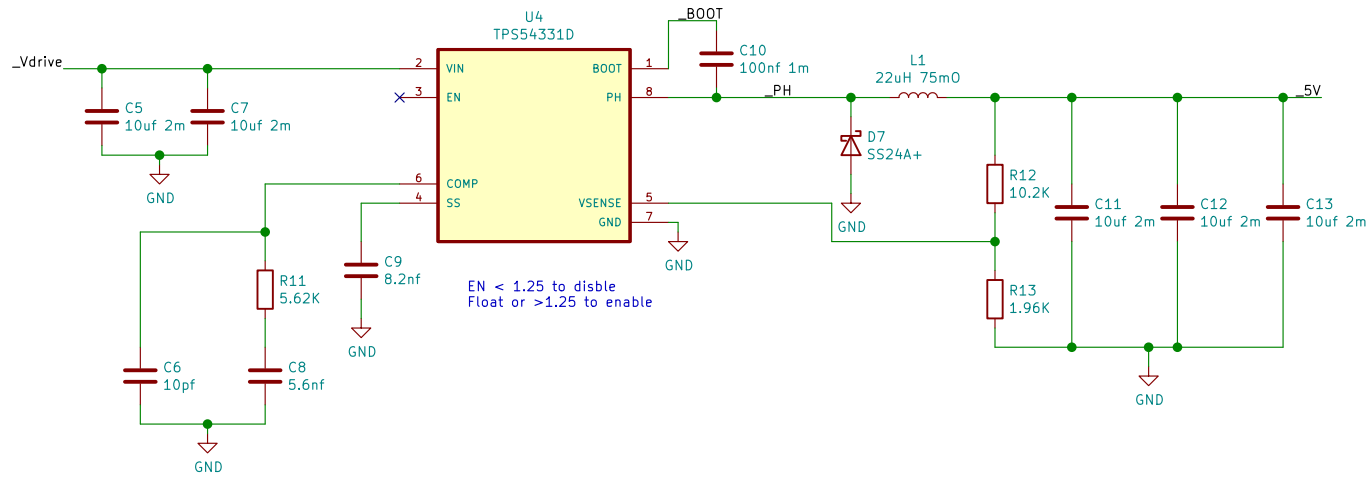 U4
TPS54331D
_Vdrive
2
VIN
3
EN
6
COMP
4
SS
BOOT
1
PH
8
VSENSE
5
GND
7
_BOOT
C10
100nf 1m
_PH
L1
22uH 75mO
_5V
C5
10uf 2m
C7
10uf 2m
GND
D7
SS24A+
GND
R12
10.2K
C11
10uf 2m
C12
10uf 2m
C13
10uf 2m
GND
R11
5.62K
C9
8.2nf
GND
EN < 1.25 to disble
Float or >1.25 to enable
R13
1.96K
C6
10pf
C8
5.6nf
GND
GND